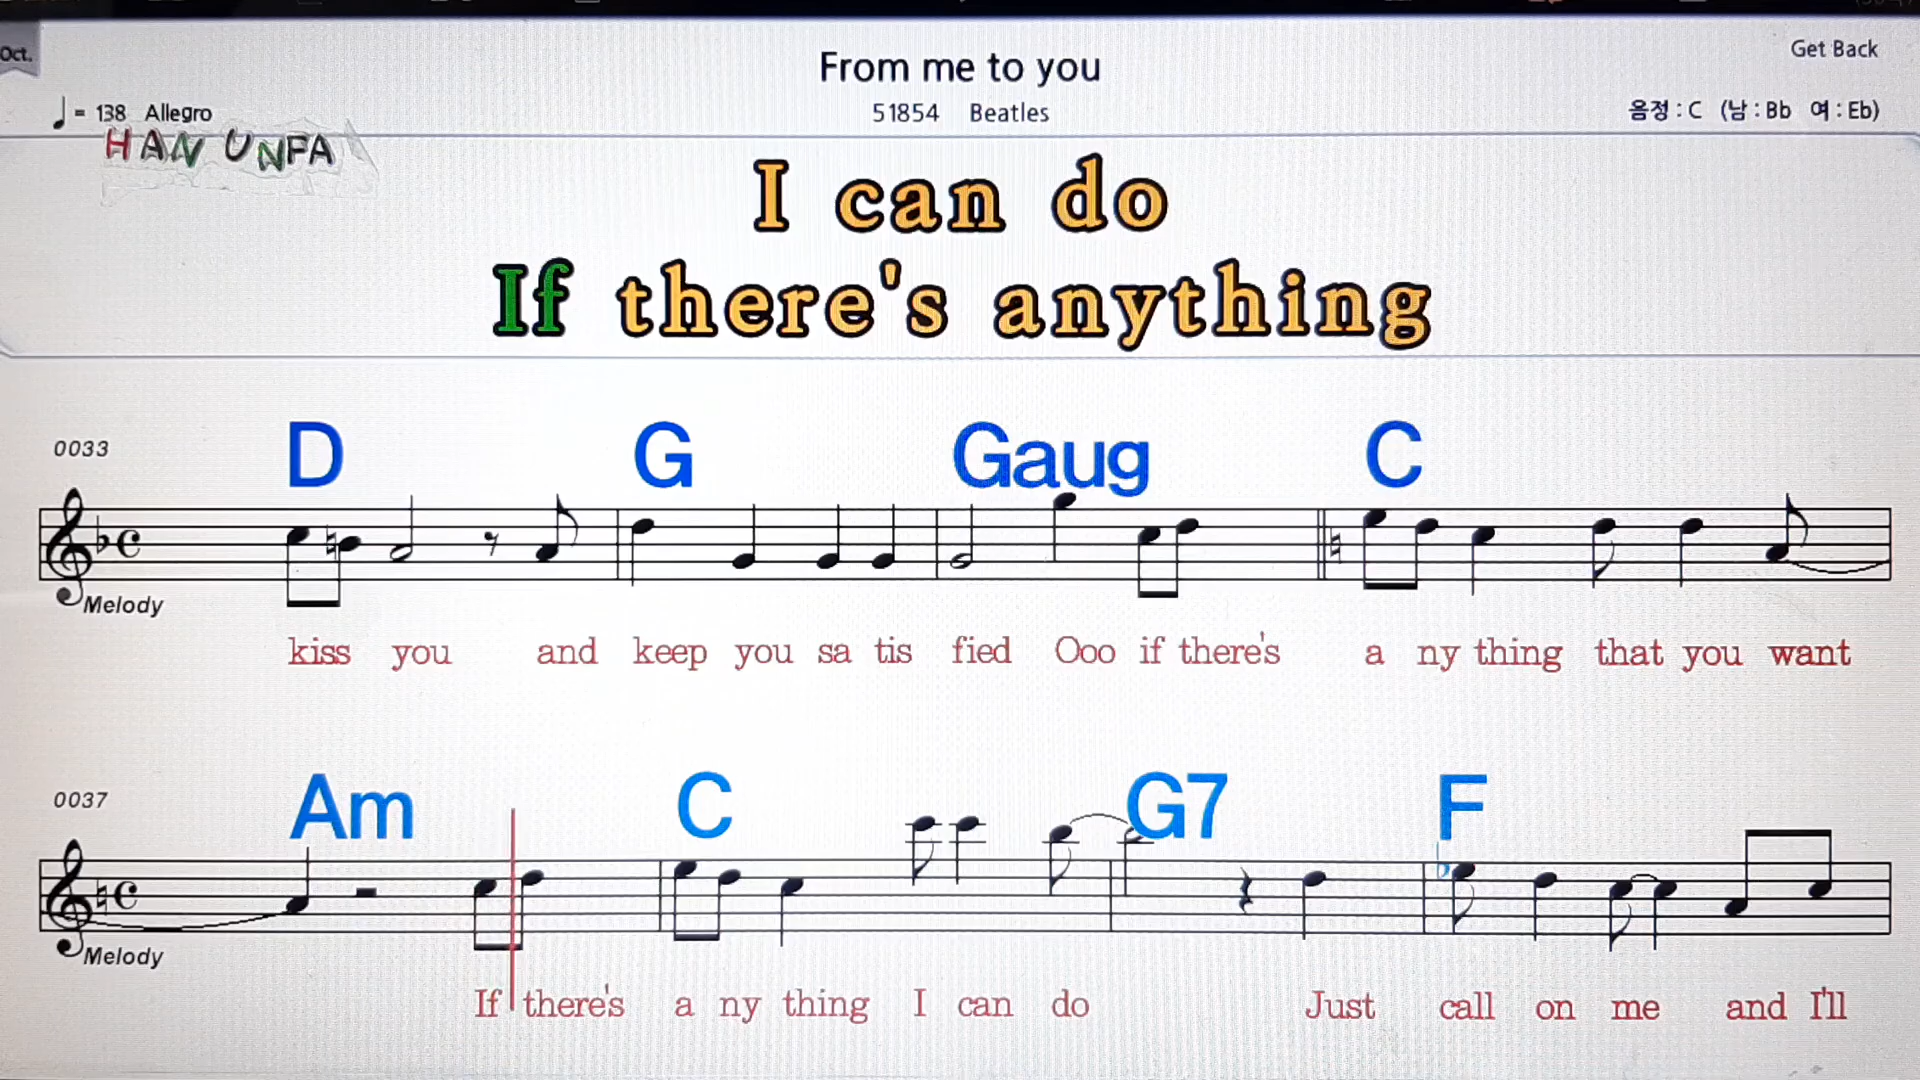 Oct.
From me to you
Get Back
= 138 Allegro
51854 Beatles
음정 : C (남 : Bb 여 : Eb)
HAN UNFA
I can do
If there's anything
0033
D G Gaug C
Melody
kiss you and keep you sa tis fied Ooo if there's a ny thing that you want
0037
Am C G7 F
Melody
If there's a ny thing I can do Just call on me and I'll